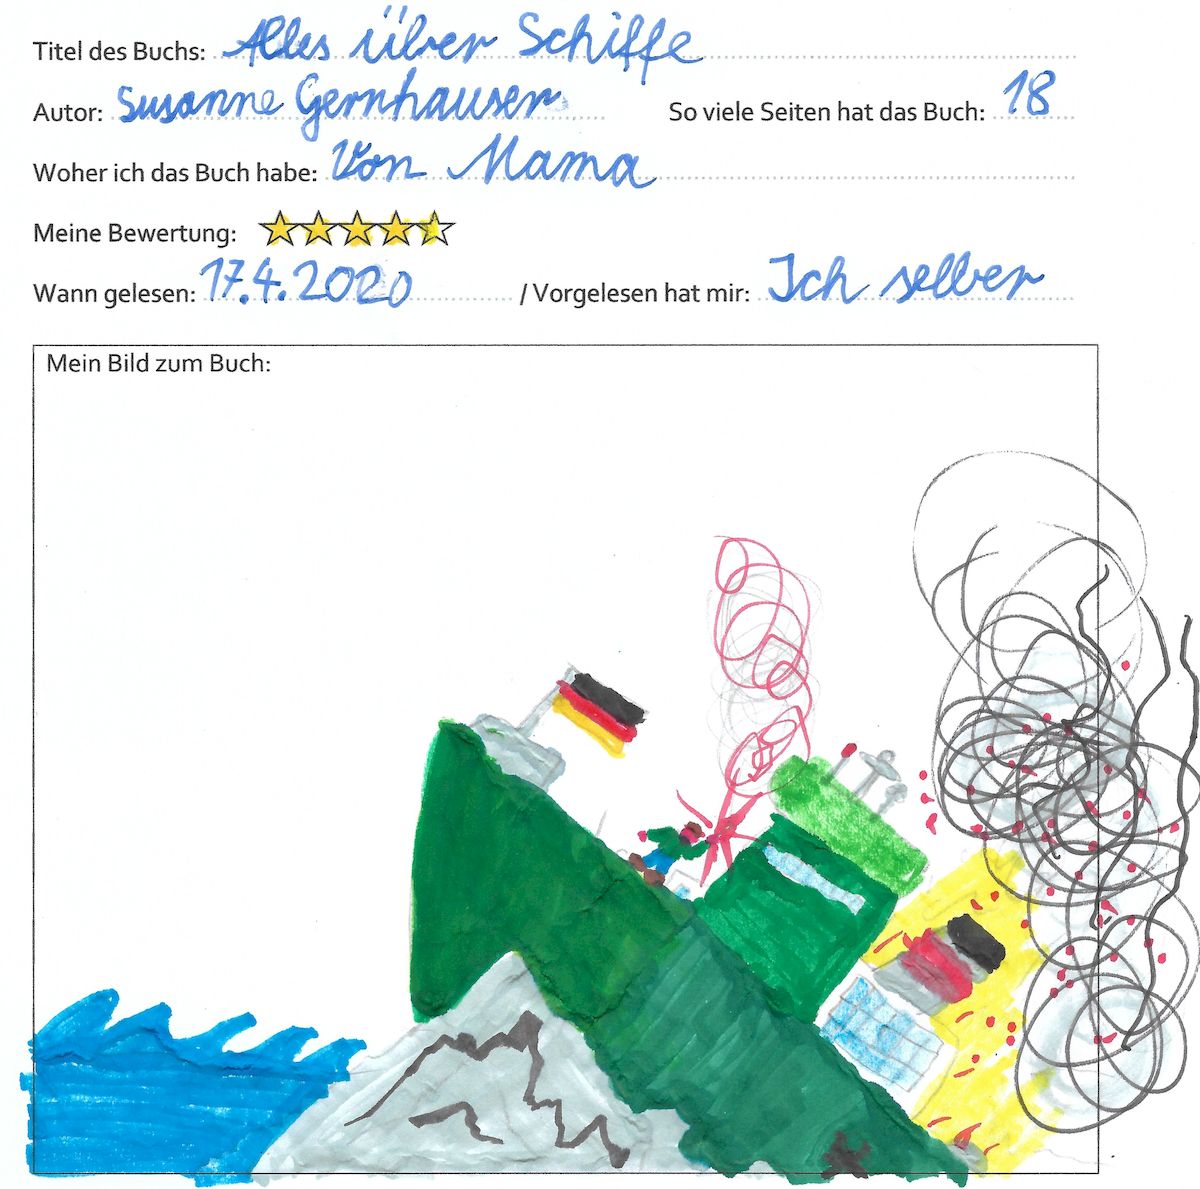 Titel des Buchs: Alles über Schiffe
Autor: Susanne Gernhauser So viele Seiten hat das Buch: 18
Woher ich das Buch habe: Von Mama
Meine Bewertung:
Wann gelesen: 17.4.2020 / Vorgelesen hat mir: Ich selber
Mein Bild zum Buch: